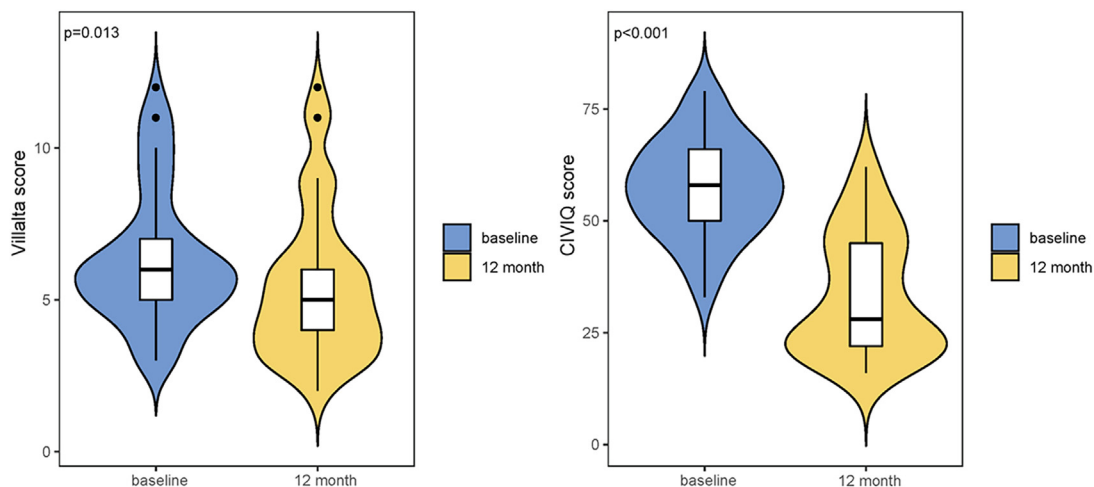 p=0.013
Villalta score
10
5
0
baseline
12 month
baseline
12 month
p<0.001
CIVIQ score
75
50
25
0
baseline
12 month
baseline
12 month